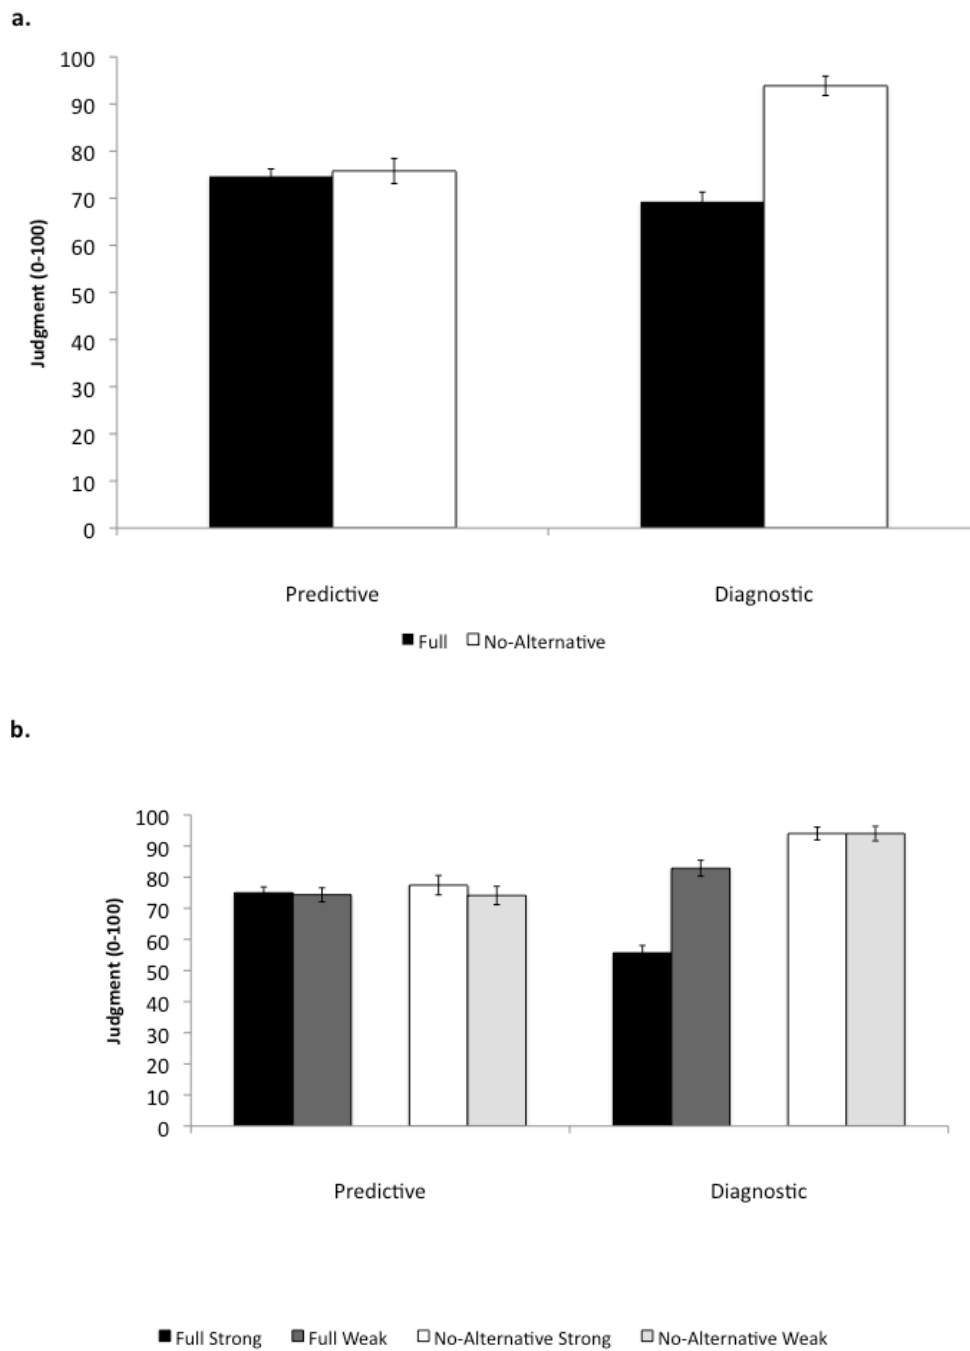 a.
100
90
80
70
60
50
40
30
20
10
0
Judgment (0-100)
Predictive Diagnostic
Full No-Alternative
b.
100
90
80
70
60
50
40
30
20
10
0
Judgment (0-100)
Predictive Diagnostic
Full Strong Full Weak No-Alternative Strong No-Alternative Weak